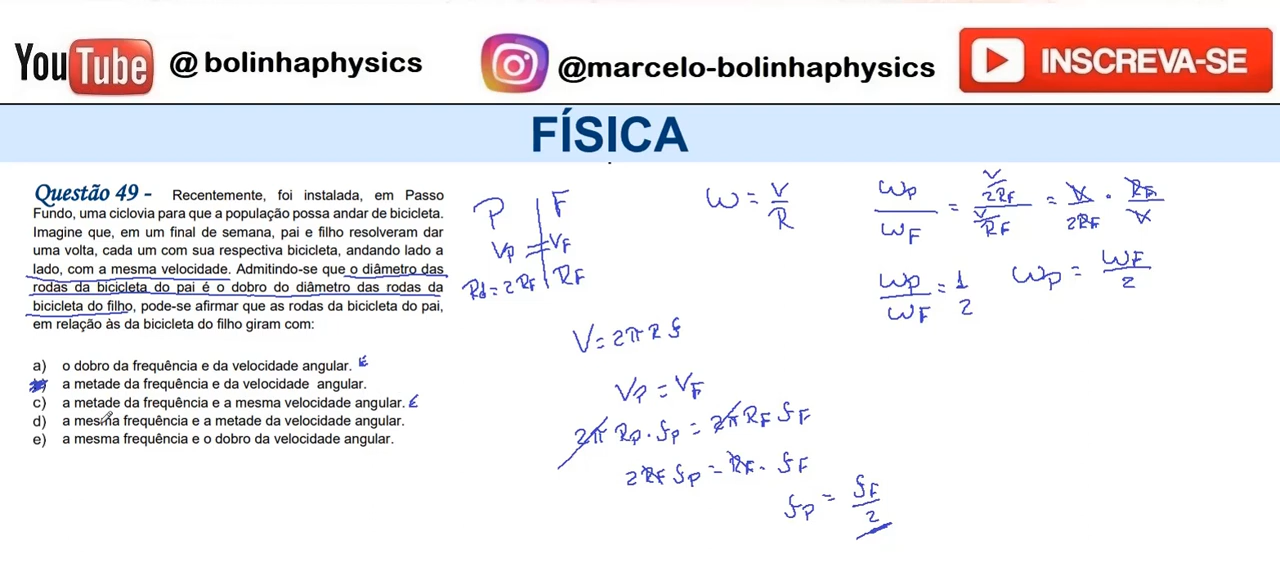 YouTube @ bolinhaphysics @marcelo-bolinhaphysics INSCREVA-SE
FÍSICA
Questão 49 - Recentemente, foi instalada, em Passo
Fundo, uma ciclovia para que a população possa andar de bicicleta.
Imagine que, em um final de semana, pai e filho resolveram dar
uma volta, cada um com sua respectiva bicicleta, andando lado a
lado, com a mesma velocidade. Admitindo-se que o diâmetro das
rodas da bicicleta do pai é o dobro do diâmetro das rodas da
bicicleta do filho, pode-se afirmar que as rodas da bicicleta do pai,
em relação às da bicicleta do filho giram com:
a) o dobro da frequência e da velocidade angular. E
a metade da frequência e da velocidade angular.
c) a metade da frequência e a mesma velocidade angular. E
d) a mesma frequência e a metade da velocidade angular.
e) a mesma frequência e o dobro da velocidade angular.
P | F
VP = VF
Rd = 2RF | RF
V = 2πR f
VP = VF
2π RP . fP = 2π RF fF
2RF fP = RF . fF
fP = fF/2
ω = V/R
ωP/ωF = (V/2RF)/(V/RF) = V/2RF . RF/V
ωP/ωF = 1/2 ωP = ωF/2